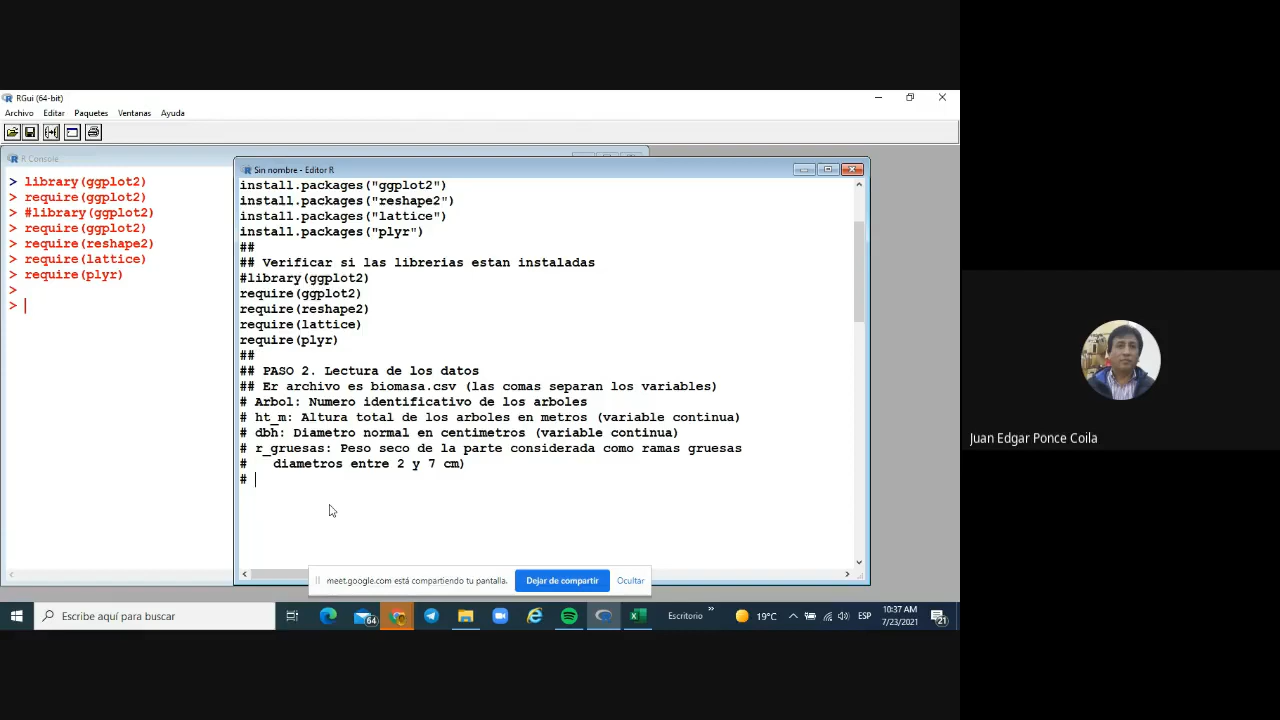 RGui (64-bit)
Archivo Editar Paquetes Ventanas Ayuda
R Console
> library(ggplot2)
> require(ggplot2)
> #library(ggplot2)
> require(ggplot2)
> require(reshape2)
> require(lattice)
> require(plyr)
>
>
Sin nombre - Editor R
install.packages("ggplot2")
install.packages("reshape2")
install.packages("lattice")
install.packages("plyr")
##
## Verificar si las librerias estan instaladas
#library(ggplot2)
require(ggplot2)
require(reshape2)
require(lattice)
require(plyr)
##
## PASO 2. Lectura de los datos
## Er archivo es biomasa.csv (las comas separan los variables)
# Arbol: Numero identificativo de los arboles
# ht_m: Altura total de los arboles en metros (variable continua)
# dbh: Diametro normal en centimetros (variable continua)
# r_gruesas: Peso seco de la parte considerada como ramas gruesas
# diametros entre 2 y 7 cm)
#
meet.google.com está compartiendo tu pantalla.
Dejar de compartir
Ocultar
Juan Edgar Ponce Coila
Escribe aquí para buscar
64
Escritorio
19°C
ESP
10:37 AM
7/23/2021
21